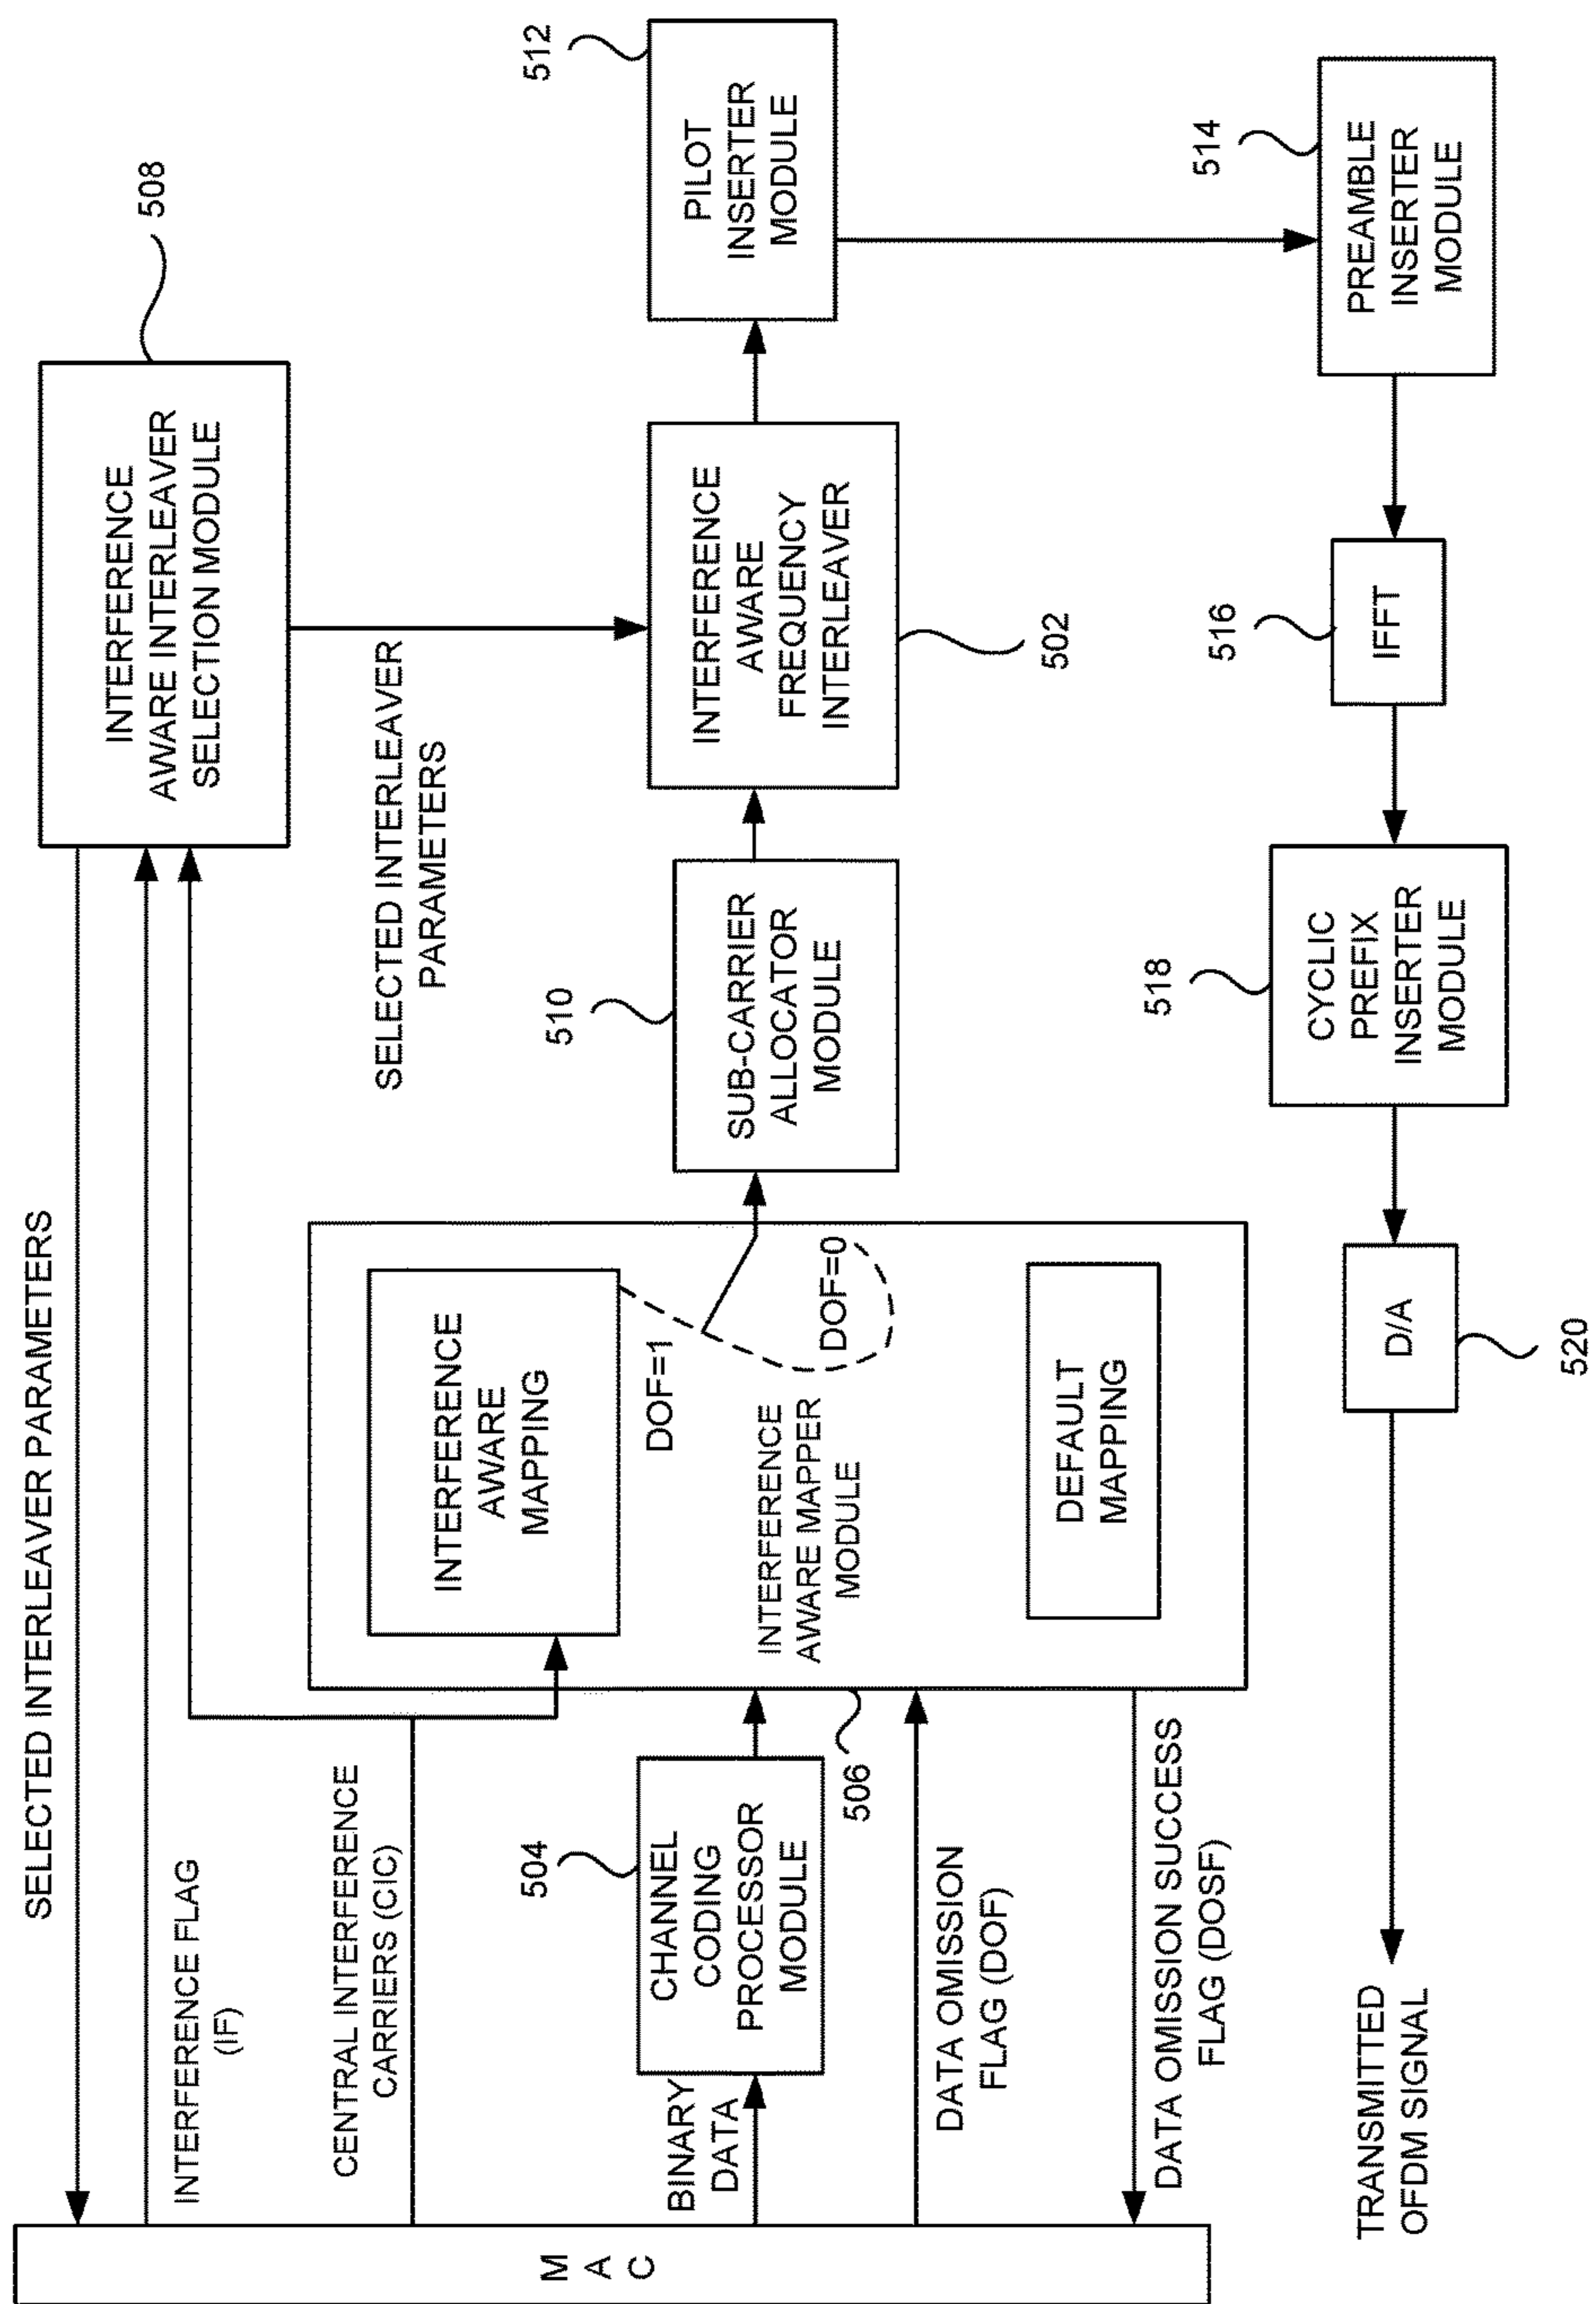 SELECTED INTERLEAVER PARAMETERS
INTERFERENCE FLAG
(IF)
CENTRAL INTERFERENCE
CARRIERS (CIC)
INTERFERENCE
AWARE INTERLEAVER
SELECTION MODULE
508
SELECTED INTERLEAVER
PARAMETERS
M
A
C
BINARY
DATA
504
CHANNEL
CODING
PROCESSOR
MODULE
506
DATA OMISSION
FLAG (DOF)
DATA OMISSION SUCCESS
FLAG (DOSF)
INTERFERENCE
AWARE
MAPPING
DOF=1
DOF=0
INTERFERENCE
AWARE MAPPER
MODULE
DEFAULT
MAPPING
510
SUB-CARRIER
ALLOCATOR
MODULE
INTERFERENCE
AWARE
FREQUENCY
INTERLEAVER
502
512
PILOT
INSERTER
MODULE
514
PREAMBLE
INSERTER
MODULE
516
IFFT
518
CYCLIC
PREFIX
INSERTER
MODULE
D/A
520
TRANSMITTED
OFDM SIGNAL